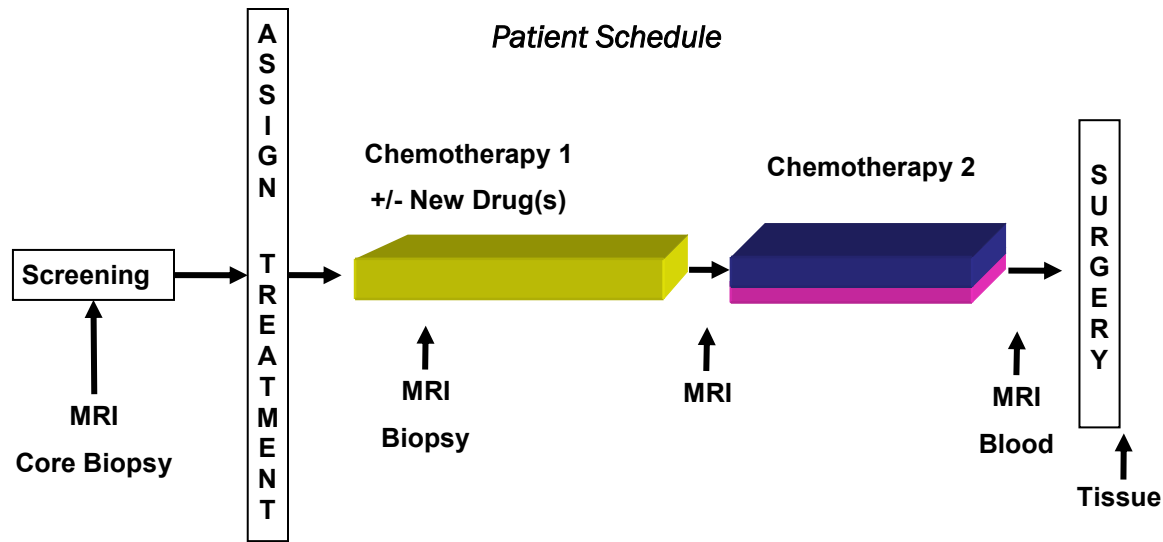 Patient Schedule
Screening
MRI
Core Biopsy
ASSIGN TREATMENT
Chemotherapy 1
+/- New Drug(s)
MRI
Biopsy
MRI
Chemotherapy 2
MRI
Blood
SURGERY
Tissue